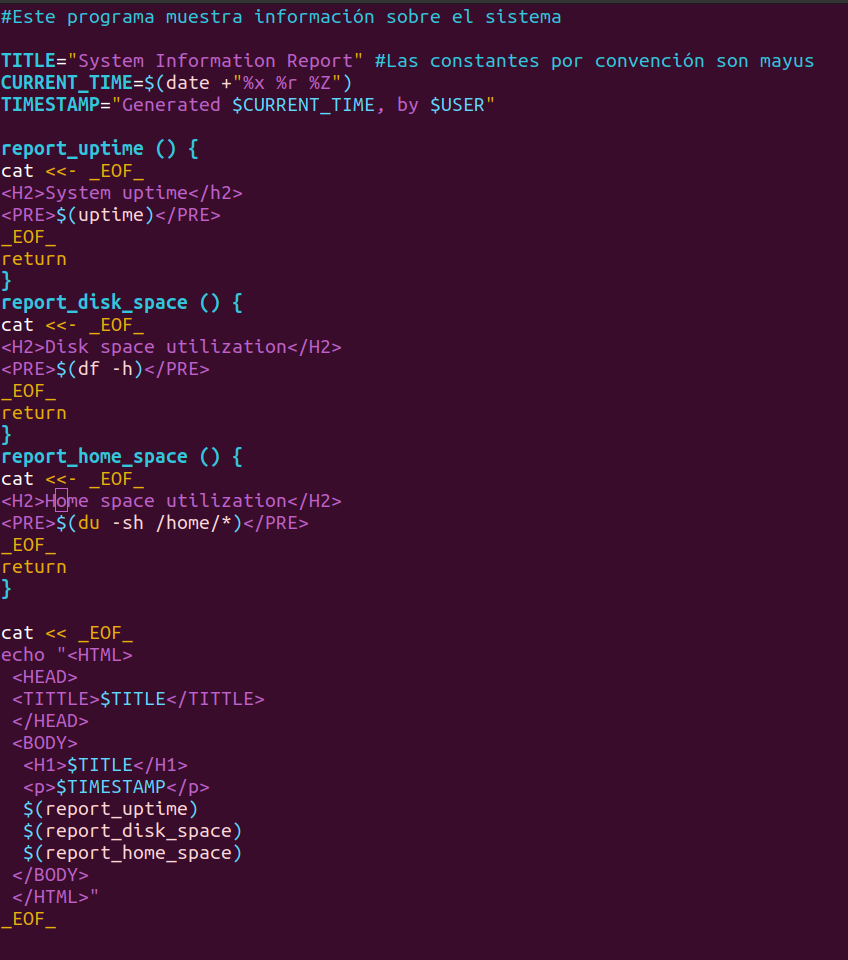 #Este programa muestra información sobre el sistema
TITLE="System Information Report" #Las constantes por convención son mayus
CURRENT_TIME=$(date +"%x %r %Z")
TIMESTAMP="Generated $CURRENT_TIME, by $USER"
report_uptime () {
cat <<- _EOF_
<H2>System uptime</h2>
<PRE>$(uptime)</PRE>
_EOF_
return
}
report_disk_space () {
cat <<- _EOF_
<H2>Disk space utilization</H2>
<PRE>$(df -h)</PRE>
_EOF_
return
}
report_home_space () {
cat <<- _EOF_
<H2>Home space utilization</H2>
<PRE>$(du -sh /home/*)</PRE>
_EOF_
return
}
cat << _EOF_
echo "<HTML>
 <HEAD>
 <TITTLE>$TITLE</TITTLE>
 </HEAD>
 <BODY>
  <H1>$TITLE</H1>
  <p>$TIMESTAMP</p>
  $(report_uptime)
  $(report_disk_space)
  $(report_home_space)
 </BODY>
 </HTML>"
_EOF_